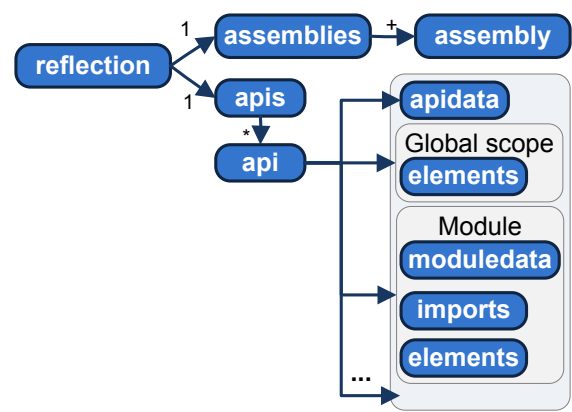 1
assemblies
+
assembly
reflection
1
apis
apidata
*
Global scope
api
elements
Module
moduledata
imports
elements
...